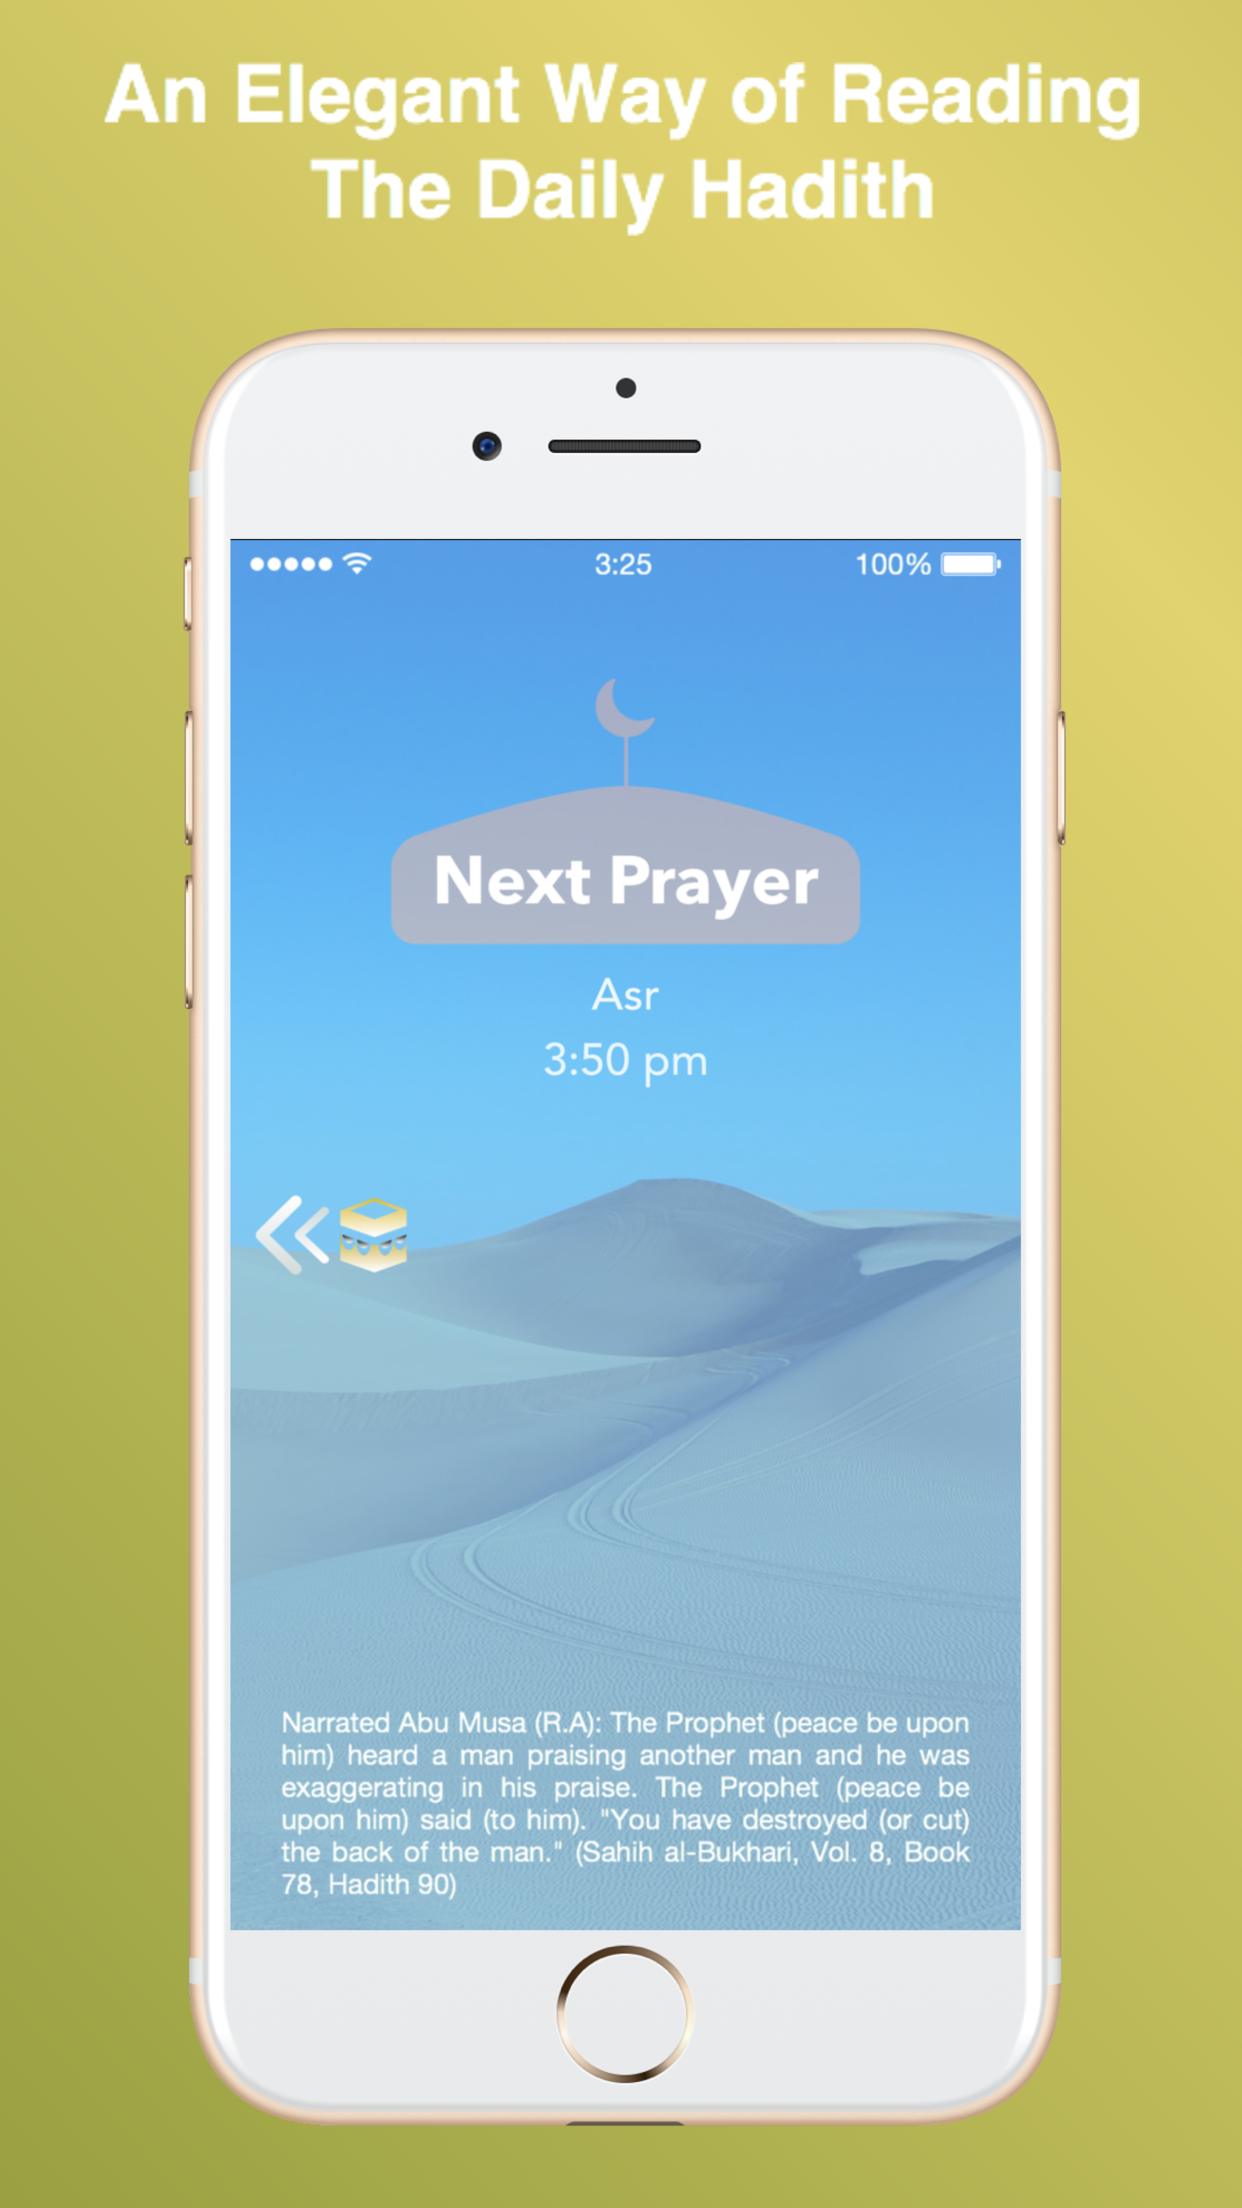 An Elegant Way of Reading
The Daily Hadith
3:25
100%
Next Prayer
Asr
3:50 pm
Narrated Abu Musa (R.A): The Prophet (peace be upon
him) heard a man praising another man and he was
exaggerating in his praise. The Prophet (peace be
upon him) said (to him). "You have destroyed (or cut)
the back of the man." (Sahih al-Bukhari, Vol. 8, Book
78, Hadith 90)